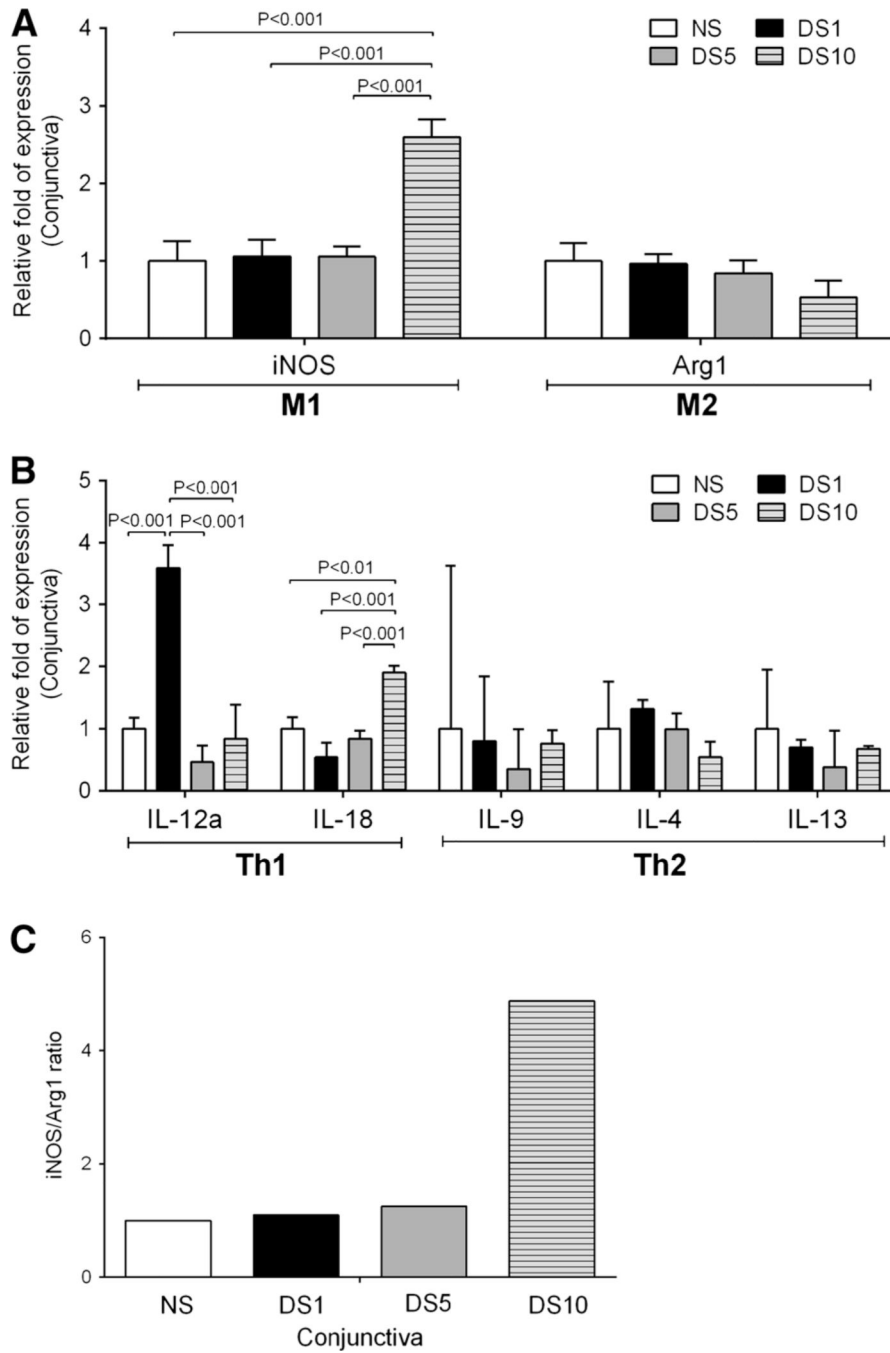 A
P<0.001
P<0.001
P<0.001
NS DS1
DS5 DS10
Relative fold of expression
(Conjunctiva)
4
3
2
1
0
iNOS Arg1
M1 M2
B
P<0.001
P<0.001 P<0.001
P<0.01
P<0.001
P<0.001
NS DS1
DS5 DS10
Relative fold of expression
(Conjunctiva)
5
4
3
2
1
0
IL-12a IL-18 IL-9 IL-4 IL-13
Th1 Th2
C
iNOS/Arg1 ratio
6
4
2
0
NS DS1 DS5 DS10
Conjunctiva